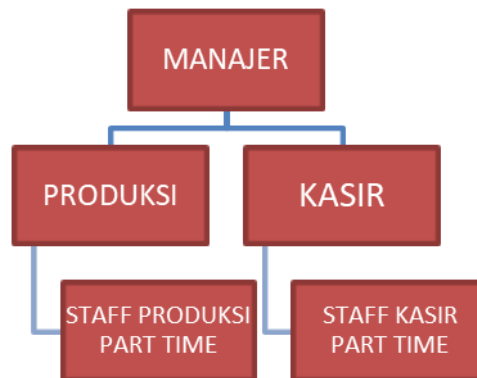 MANAJER
PRODUKSI
KASIR
STAFF PRODUKSI
PART TIME
STAFF KASIR
PART TIME